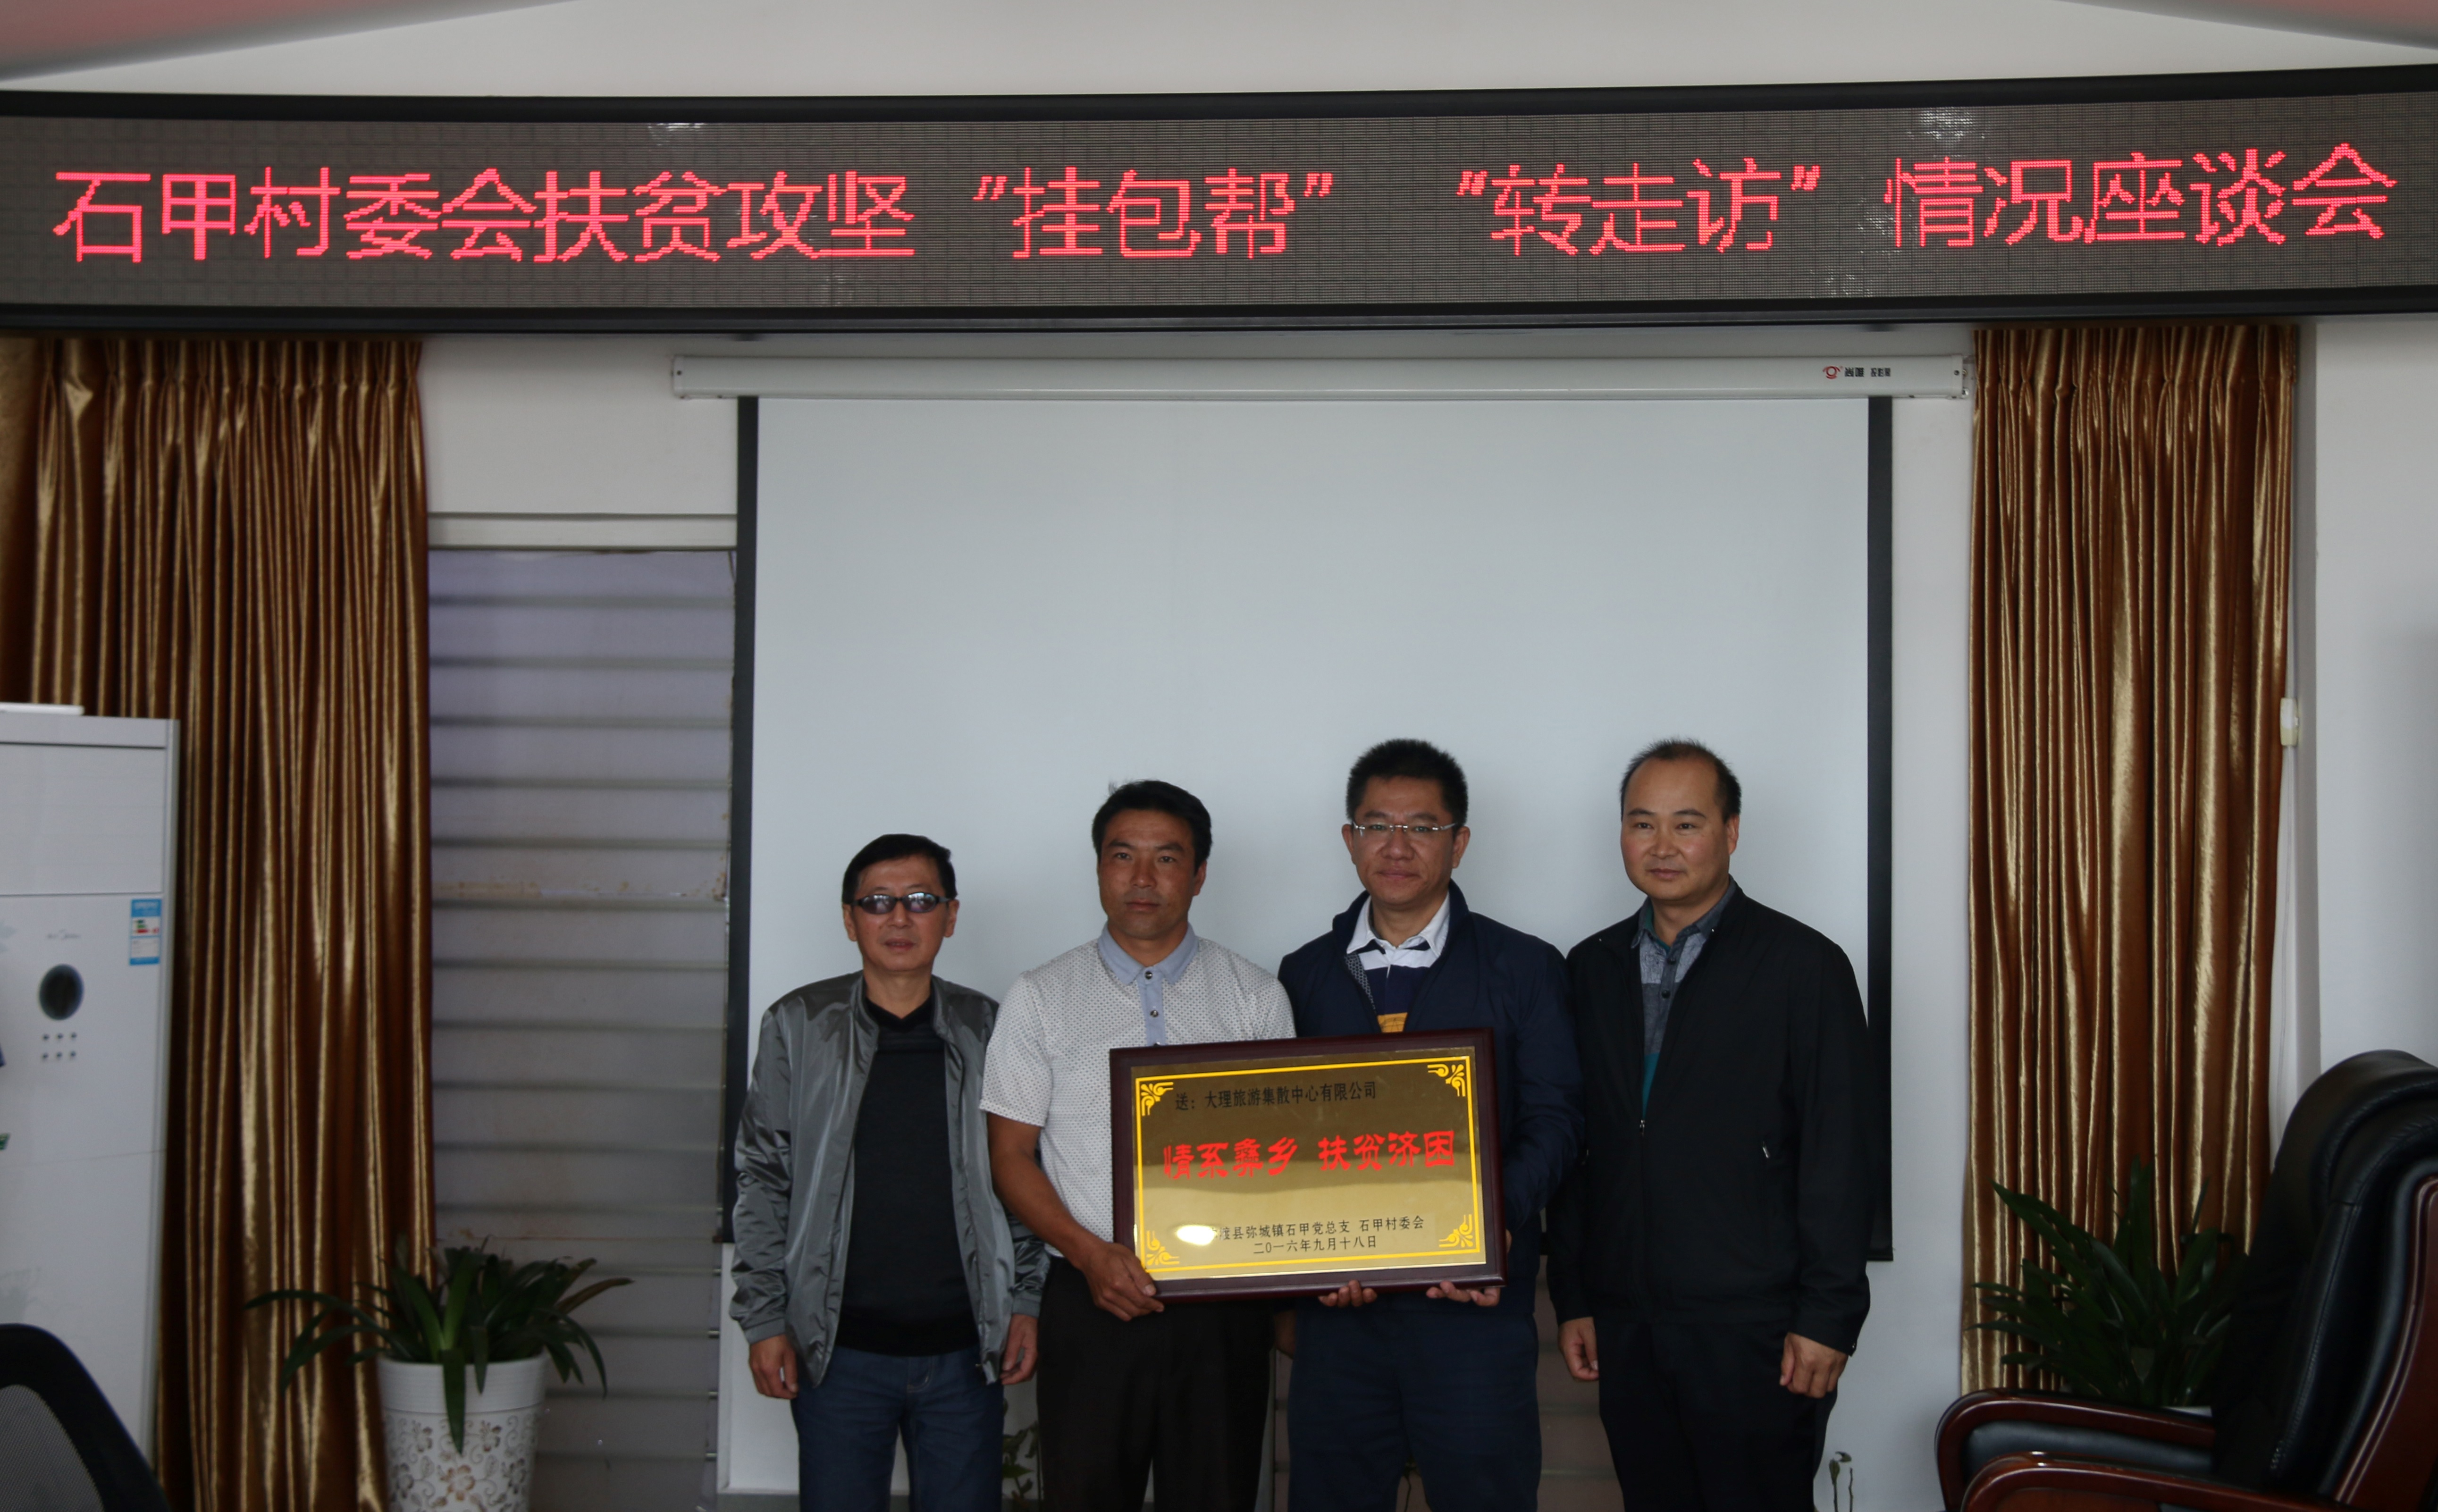 石甲村委会扶贫攻坚 ”挂包帮” “转走访” 情况座谈会
尚唯
送：大理旅游集散中心有限公司
情系彝乡 扶贫济困
县弥城镇石甲党总支 石甲村委会
二0一六年九月十八日